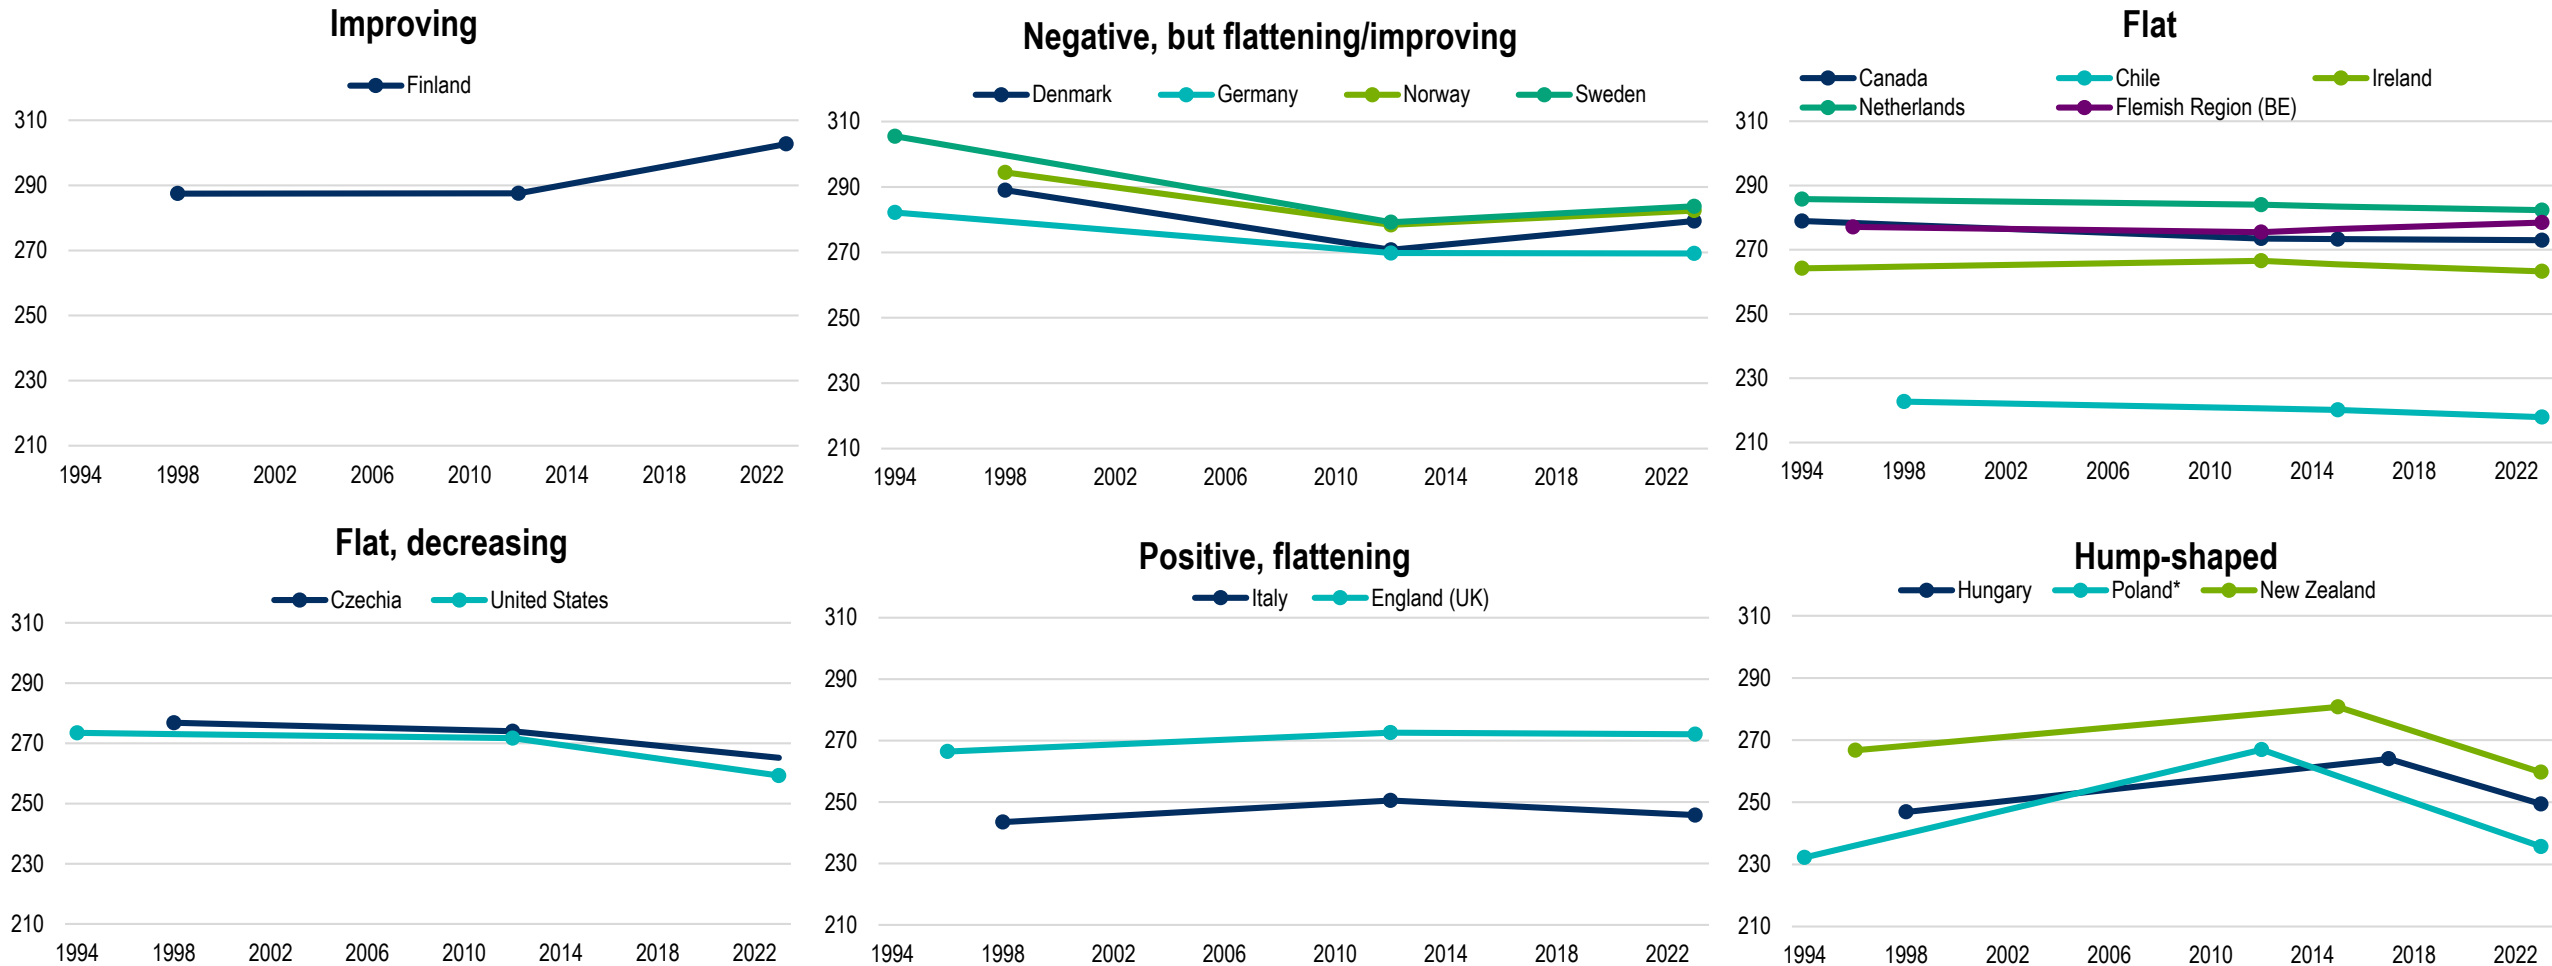 Improving
Finland
310
290
270
250
230
210
1994 1998 2002 2006 2010 2014 2018 2022
Negative, but flattening/improving
Denmark Germany Norway Sweden
310
290
270
250
230
210
1994 1998 2002 2006 2010 2014 2018 2022
Flat
Canada Chile Ireland
Netherlands Flemish Region (BE)
310
290
270
250
230
210
1994 1998 2002 2006 2010 2014 2018 2022
Flat, decreasing
Czechia United States
310
290
270
250
230
210
1994 1998 2002 2006 2010 2014 2018 2022
Positive, flattening
Italy England (UK)
310
290
270
250
230
210
1994 1998 2002 2006 2010 2014 2018 2022
Hump-shaped
Hungary Poland* New Zealand
310
290
270
250
230
210
1994 1998 2002 2006 2010 2014 2018 2022